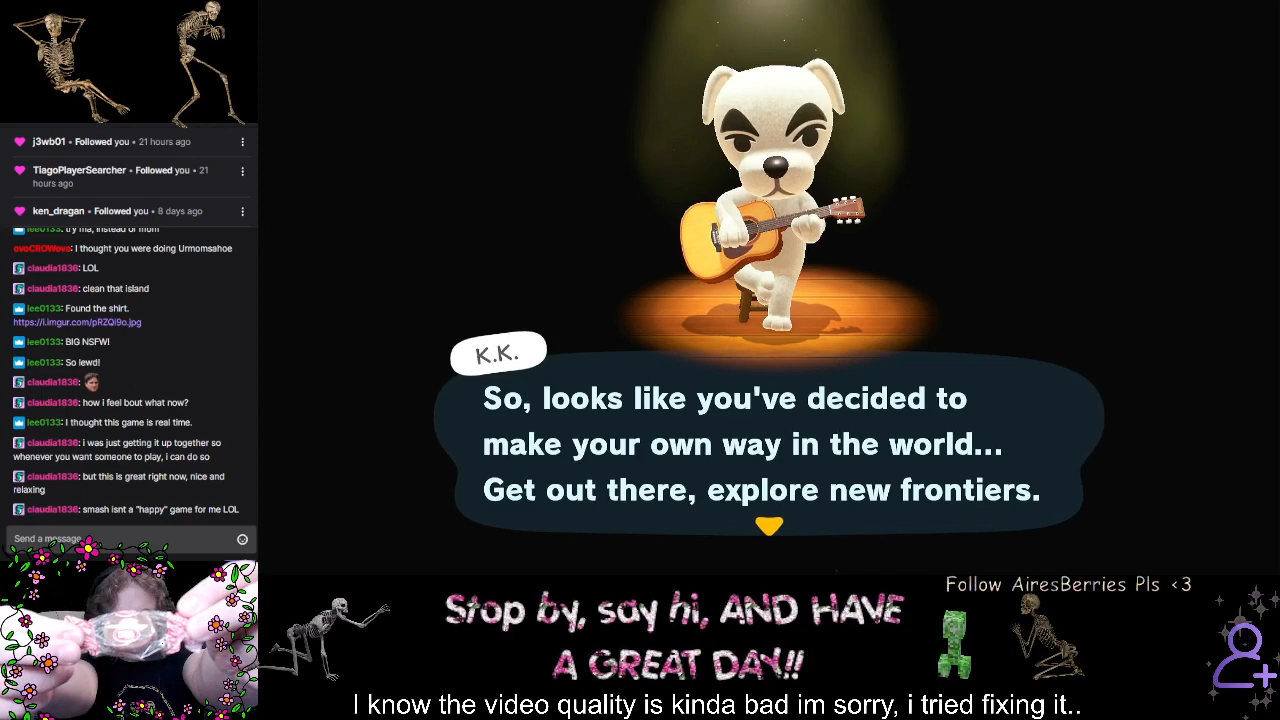 j3wb01 • Followed you • 21 hours ago
TiagoPlayerSearcher • Followed you • 21
hours ago
ken_dragan • Followed you • 8 days ago
lee0133: try ma, instead of mom
ovoCROWovo: I thought you were doing Urmomsahoe
claudia1836: LOL
claudia1836: clean that island
lee0133: Found the shirt.
https://i.imgur.com/pRZQi9o.jpg
lee0133: BIG NSFW!
lee0133: So lewd!
claudia1836:
claudia1836: how i feel bout what now?
lee0133: I thought this game is real time.
claudia1836: i was just getting it up together so
whenever you want someone to play, i can do so
claudia1836: but this is great right now, nice and
relaxing
claudia1836: smash isnt a "happy" game for me LOL
Send a message
K.K.
So, looks like you've decided to
make your own way in the world...
Get out there, explore new frontiers.
Follow AiresBerries Pls <3
Stop by, say hi, AND HAVE
A GREAT DAY!!
I know the video quality is kinda bad im sorry, i tried fixing it..